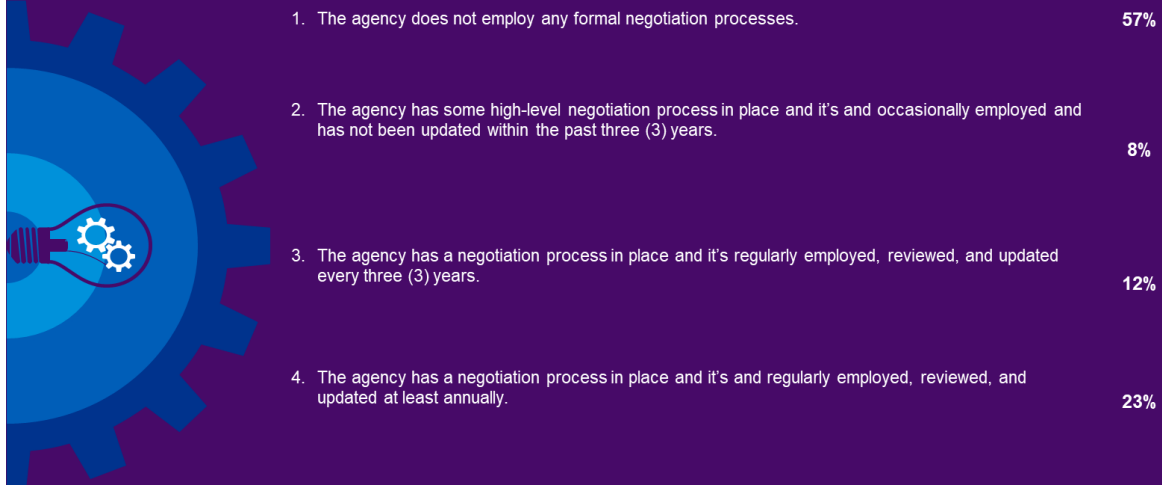 1. The agency does not employ any formal negotiation processes. 57%
2. The agency has some high-level negotiation process in place and it's and occasionally employed and
has not been updated within the past three (3) years.
8%
3. The agency has a negotiation process in place and it’s regularly employed, reviewed, and updated
every three (3) years.
12%
4. The agency has a negotiation process in place and it’s and regularly employed, reviewed, and
updated at least annually.
23%